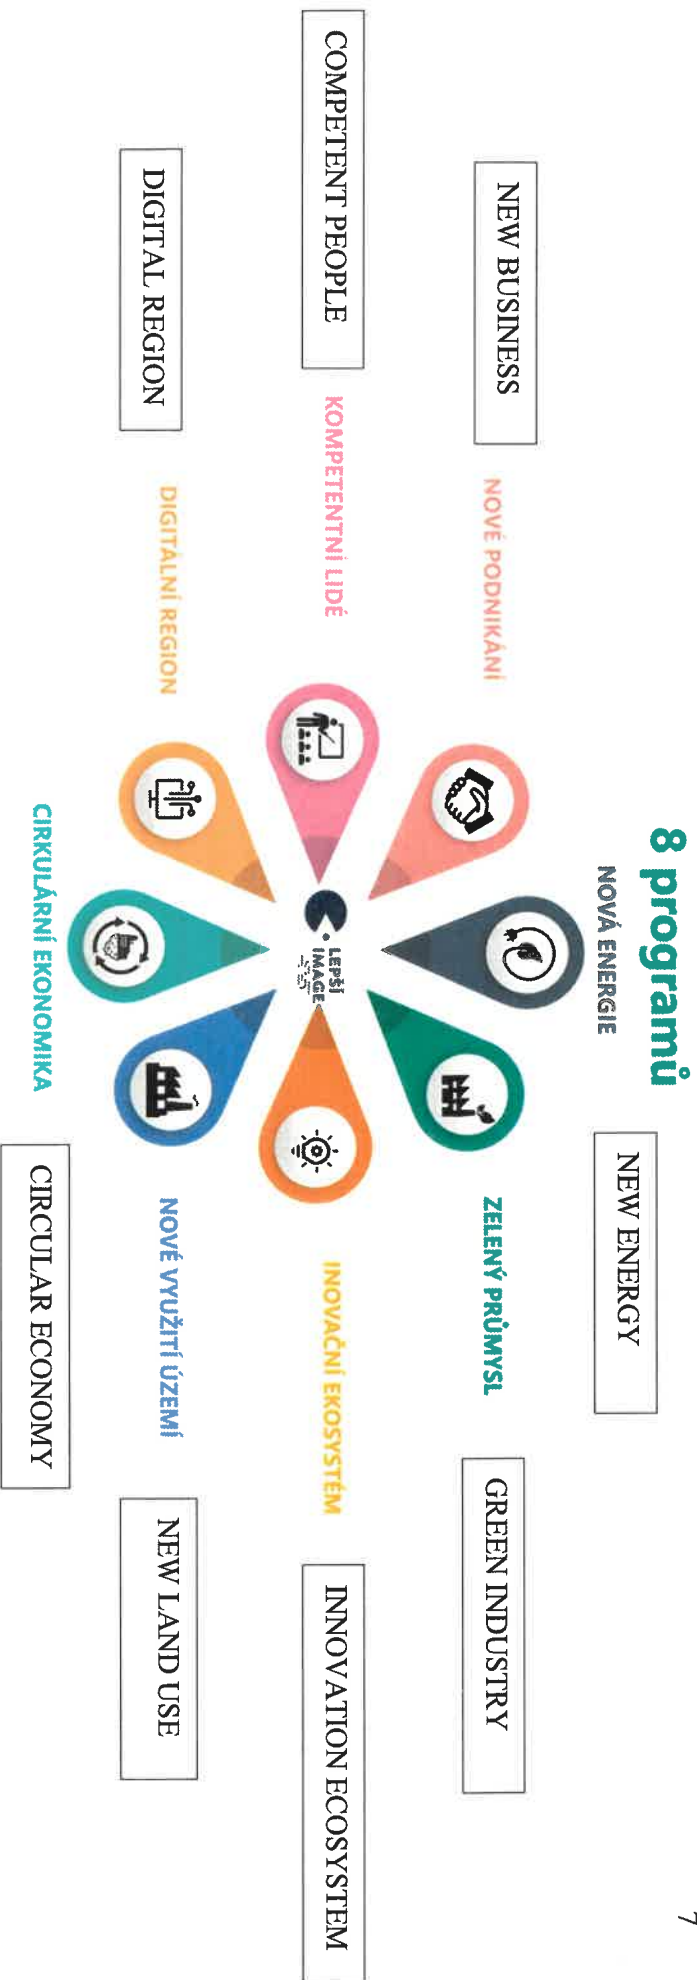 7
8 programů
NOVÁ ENERGIE
NEW ENERGY
NEW BUSINESS
NOVÉ PODNIKÁNÍ
ZELENÝ PRŮMYSL
GREEN INDUSTRY
COMPETENT PEOPLE
KOMPETENTNÍ LIDÉ
LEPŠÍ
IMAGE
INOVAČNÍ EKOSYSTÉM
INNOVATION ECOSYSTEM
DIGITAL REGION
DIGITÁLNÍ REGION
NOVÉ VYUŽITÍ ÚZEMÍ
NEW LAND USE
CIRKULÁRNÍ EKONOMIKA
CIRCULAR ECONOMY